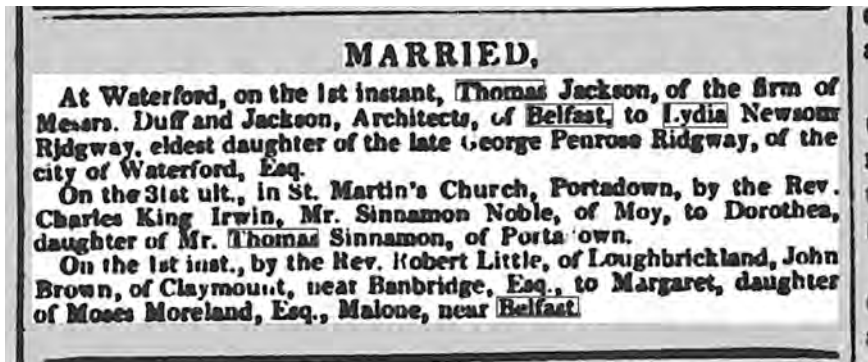 MARRIED,
At Waterford, on the 1st instant, Thomas Jackson, of the firm of
Messrs. Duff and Jackson, Architects, of Belfast, to Lydia Newsom
Ridgway, eldest daughter of the late George Penrose Ridgway, of the
city of Waterford, Esq.
On the 31st ult., in St. Martin's Church, Portadown, by the Rev.
Charles King Irwin, Mr. Sinnamon Noble, of Moy, to Dorothea,
daughter of Mr. Thomas Sinnamon, of Porta own.
On the 1st inst., by the Rev. Robert Little, of Loughbrickland, John
Brown, of Claymount, near Banbridge, Esq., to Margaret, daughter
of Moses Moreland, Esq., Malone, near Belfast.